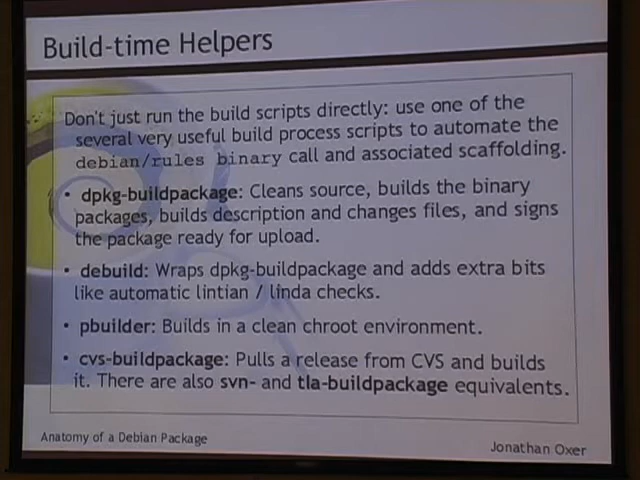 Build-time Helpers
Don't just run the build scripts directly: use one of the
several very useful build process scripts to automate the
debian/rules binary call and associated scaffolding.
• dpkg-buildpackage: Cleans source, builds the binary
packages, builds description and changes files, and signs
the package ready for upload.
• debuild: Wraps dpkg-buildpackage and adds extra bits
like automatic lintian / linda checks.
• pbuilder: Builds in a clean chroot environment.
• cvs-buildpackage: Pulls a release from CVS and builds
it. There are also svn- and tla-buildpackage equivalents.
Anatomy of a Debian Package
Jonathan Oxer